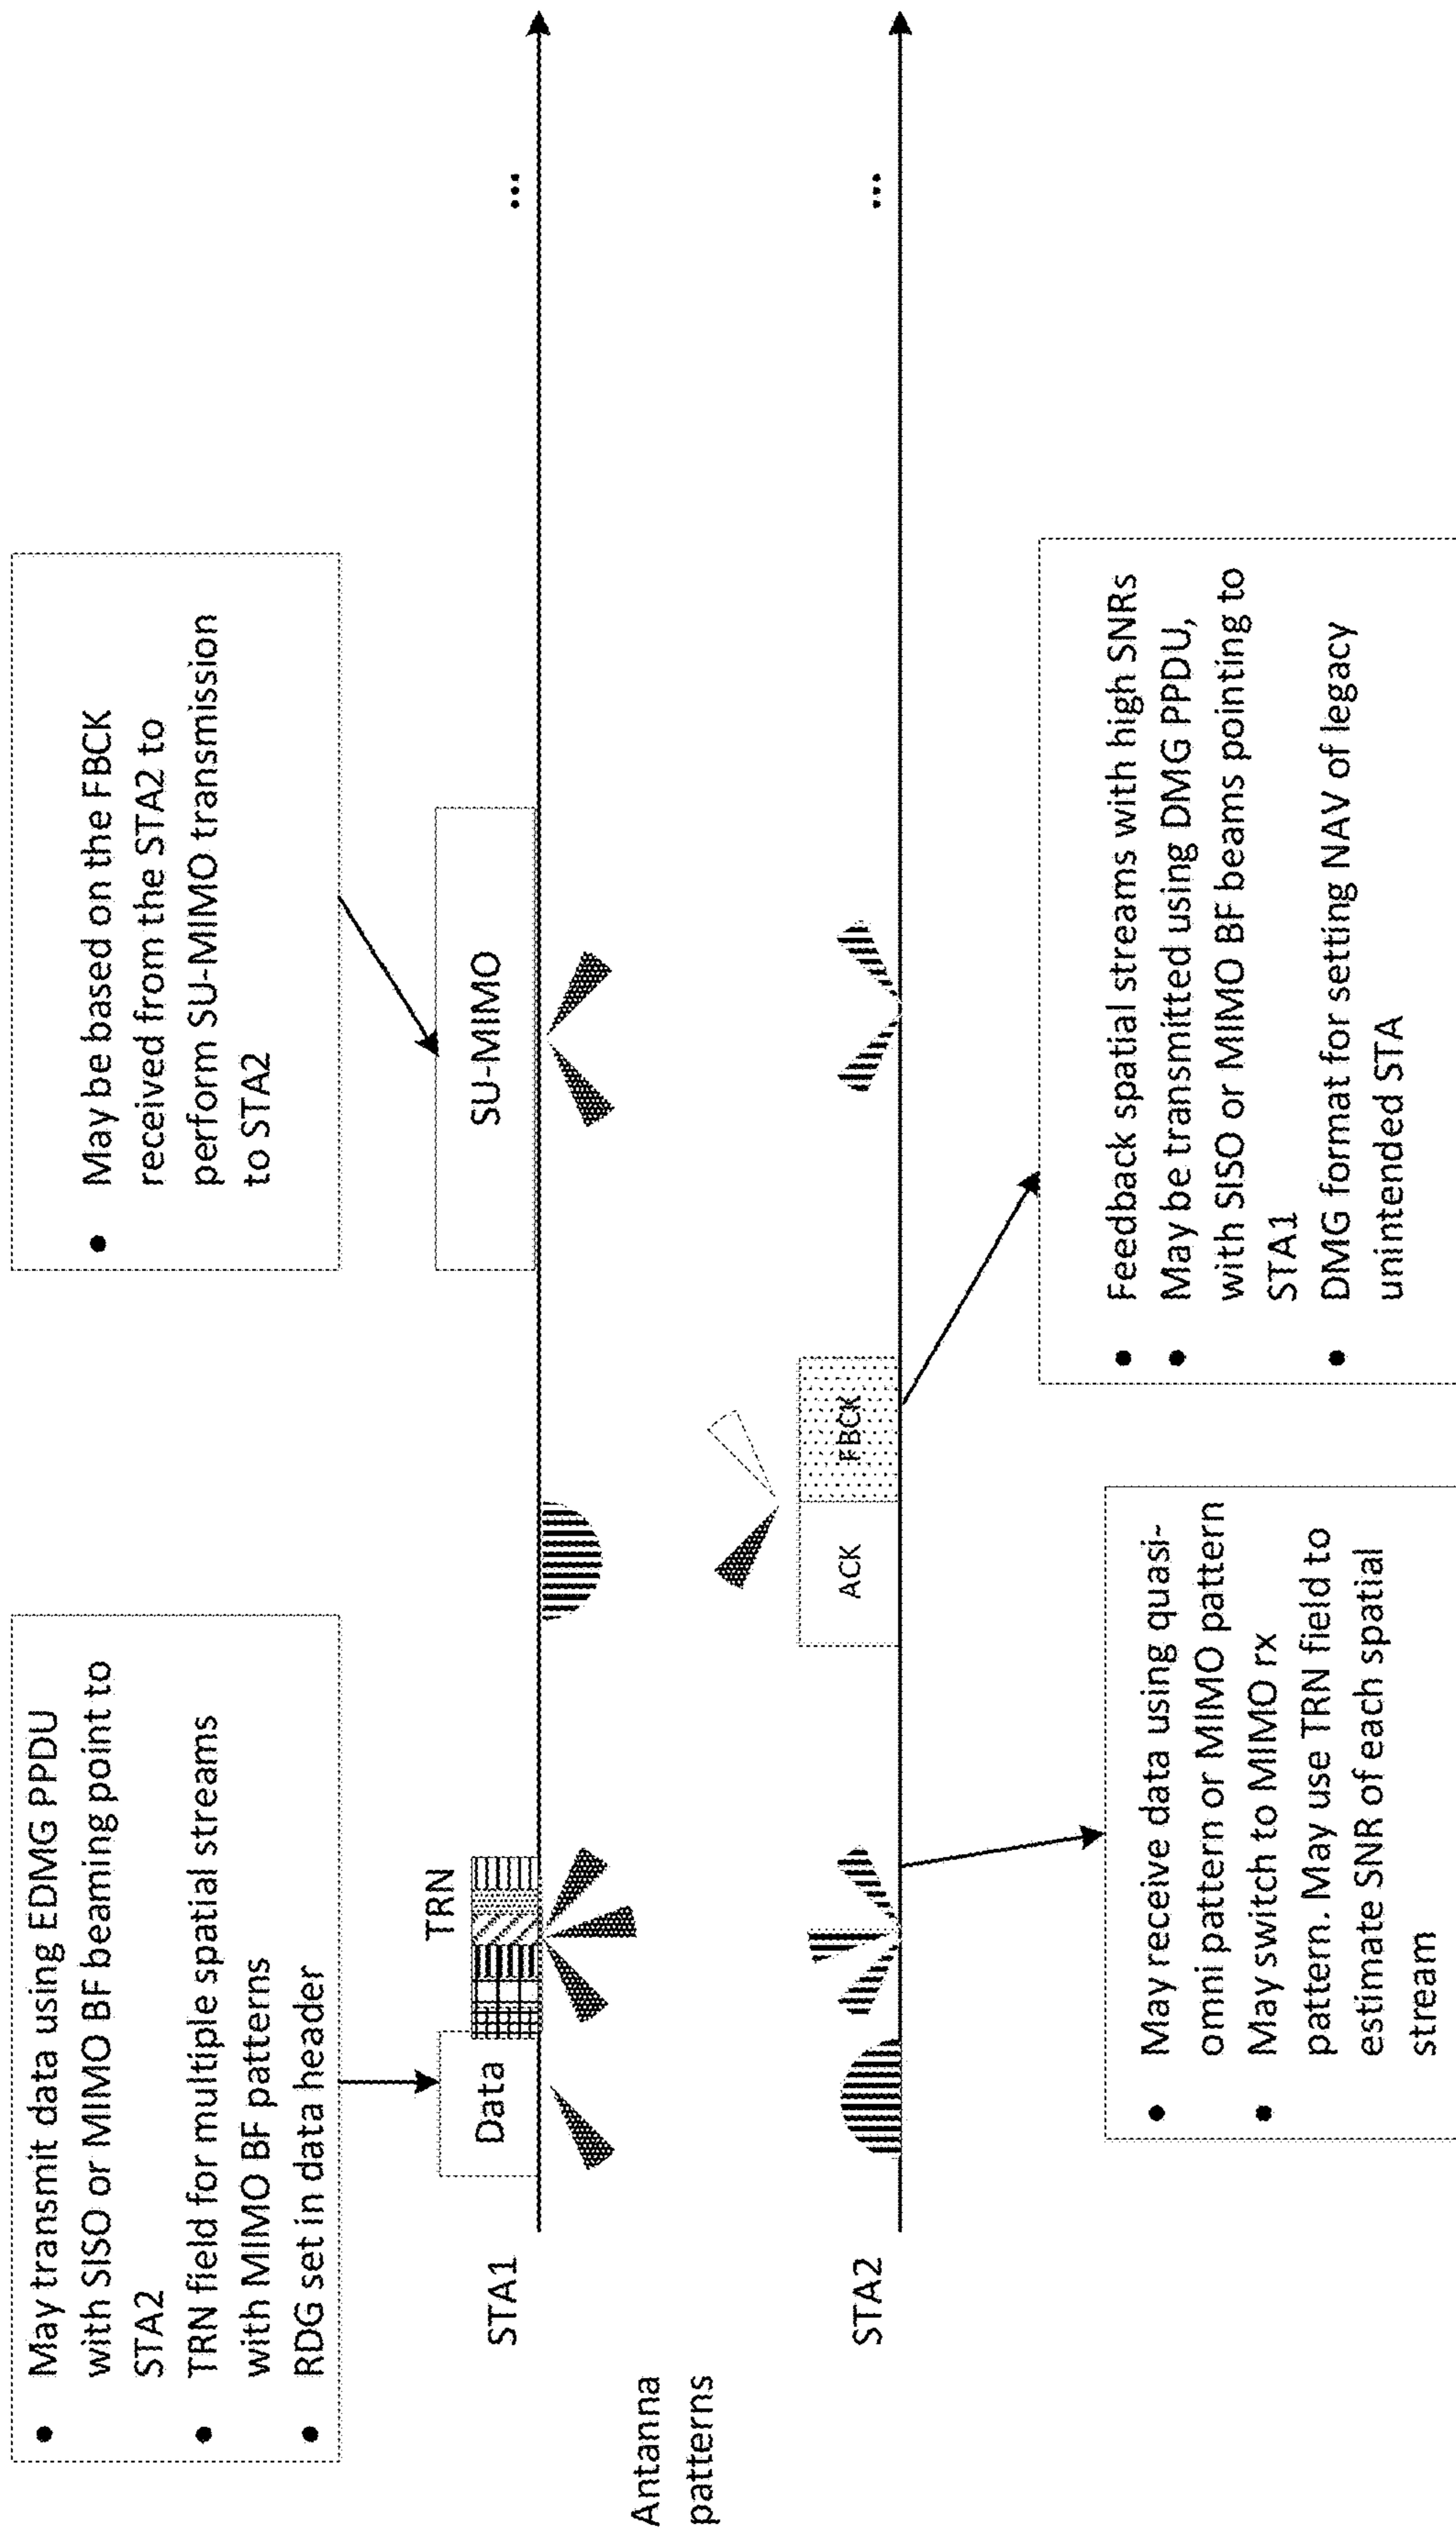 ● May transmit data using EDMG PPDU
with SISO or MIMO BF beaming point to
STA2
● TRN field for multiple spatial streams
with MIMO BF patterns
● RDG set in data header
● May be based on the FBCK
received from the STA2 to
perform SU-MIMO transmission
to STA2
TRN
Data
SU-MIMO
STA1
...
Antanna
patterns
ACK
FBCK
STA2
...
● May receive data using quasi-
omni pattern or MIMO pattern
● May switch to MIMO rx
pattern. May use TRN field to
estimate SNR of each spatial
stream
● Feedback spatial streams with high SNRs
● May be transmitted using DMG PPDU,
with SISO or MIMO BF beams pointing to
STA1
● DMG format for setting NAV of legacy
unintended STA